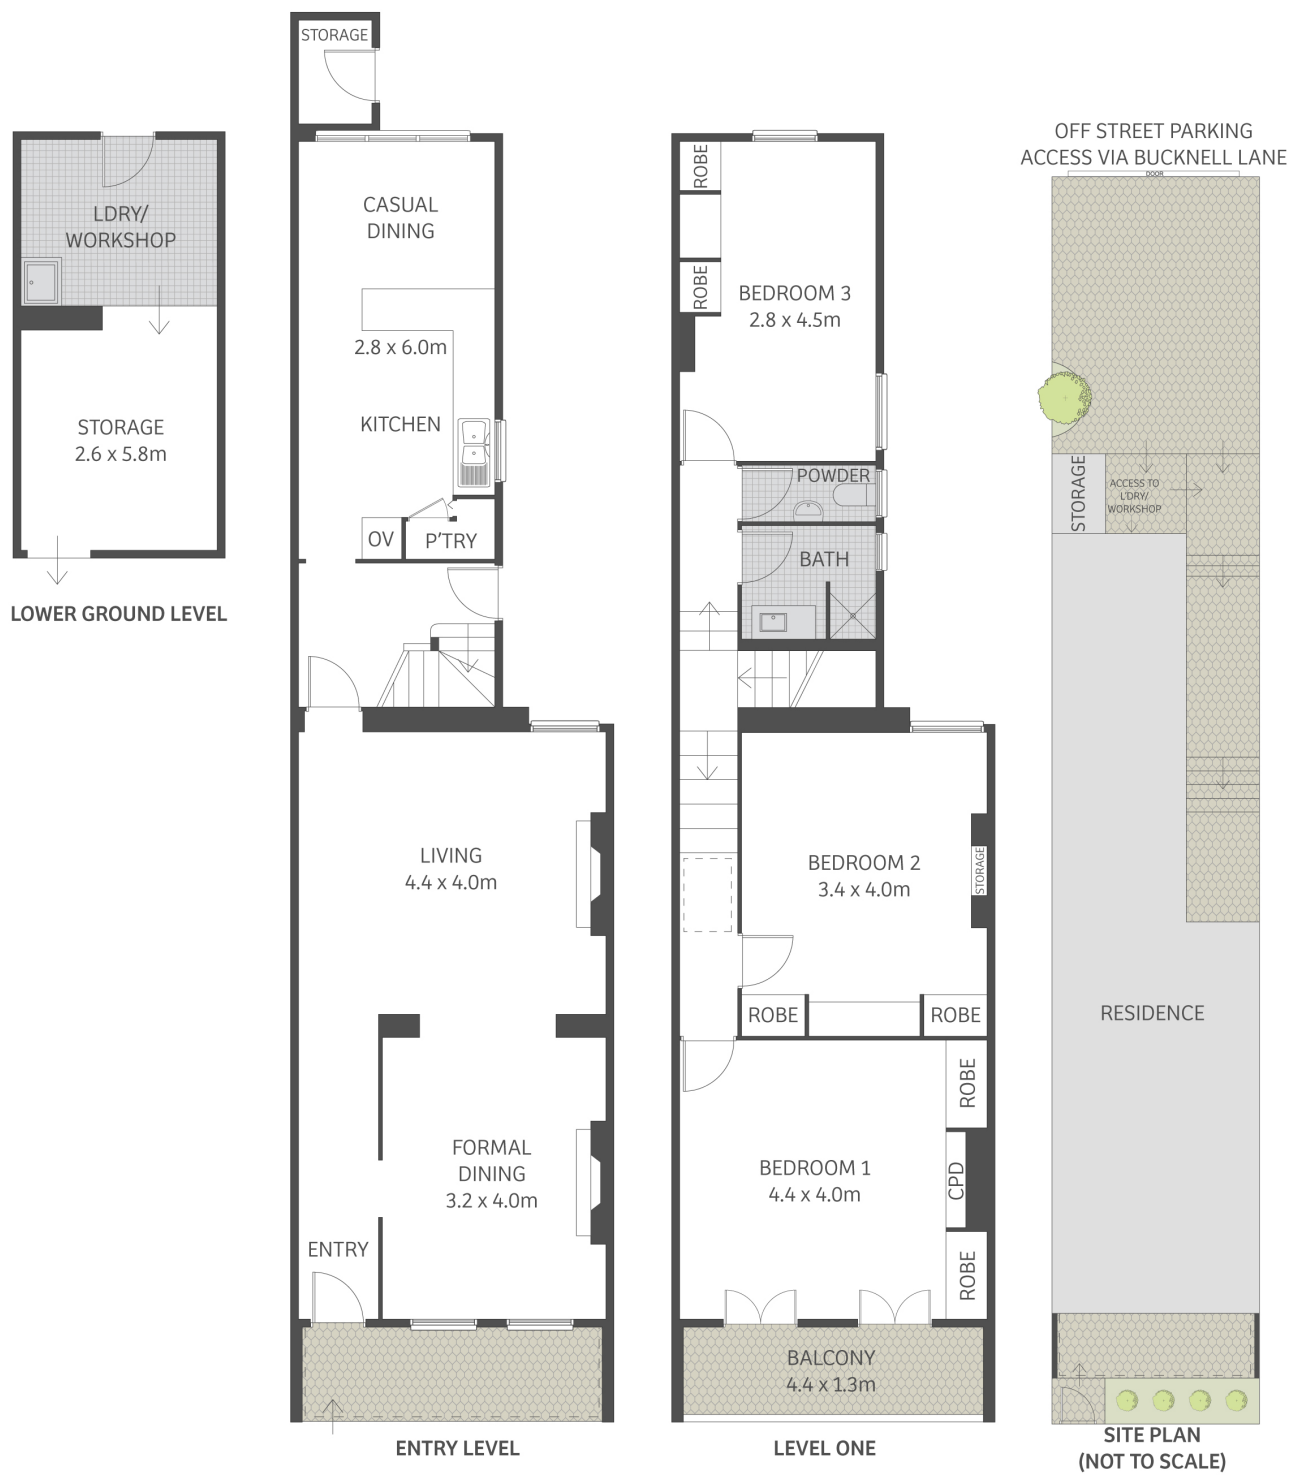 LDRY/
WORKSHOP
STORAGE
2.6 x 5.8m
LOWER GROUND LEVEL
STORAGE
CASUAL
DINING
2.8 x 6.0m
KITCHEN
OV
P'TRY
LIVING
4.4 x 4.0m
FORMAL
DINING
3.2 x 4.0m
ENTRY
ENTRY LEVEL
ROBE
ROBE
BEDROOM 3
2.8 x 4.5m
POWDER
BATH
BEDROOM 2
3.4 x 4.0m
STORAGE
ROBE
ROBE
ROBE
BEDROOM 1
4.4 x 4.0m
CPD
ROBE
BALCONY
4.4 x 1.3m
LEVEL ONE
OFF STREET PARKING
ACCESS VIA BUCKNELL LANE
DOOR
STORAGE
ACCESS TO
L'DRY/
WORKSHOP
RESIDENCE
SITE PLAN
(NOT TO SCALE)